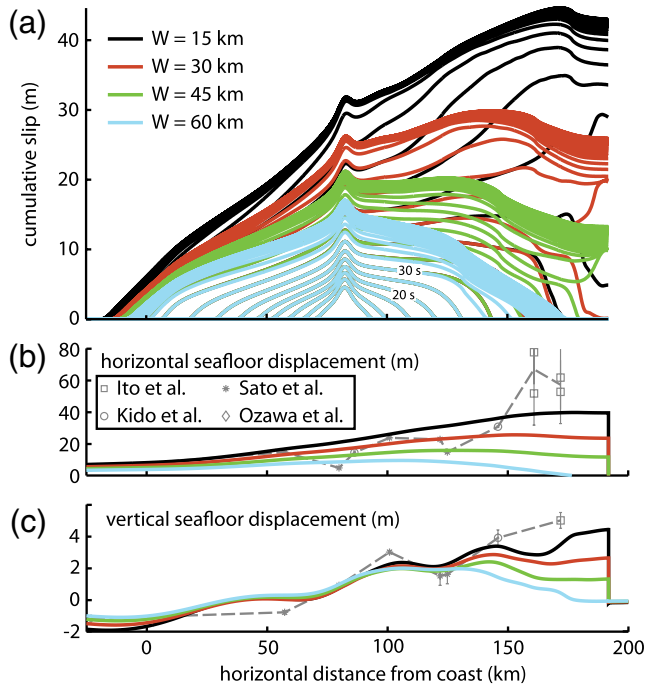 (a)
40
30
20
10
0
cumulative slip (m)
W = 15 km
W = 30 km
W = 45 km
W = 60 km
30 s
20 s
(b)
80
60
40
20
0
horizontal seafloor displacement (m)
Ito et al. Sato et al.
Kido et al. Ozawa et al.
(c)
vertical seafloor displacement (m)
4
2
0
-2
0 50 100 150 200
horizontal distance from coast (km)